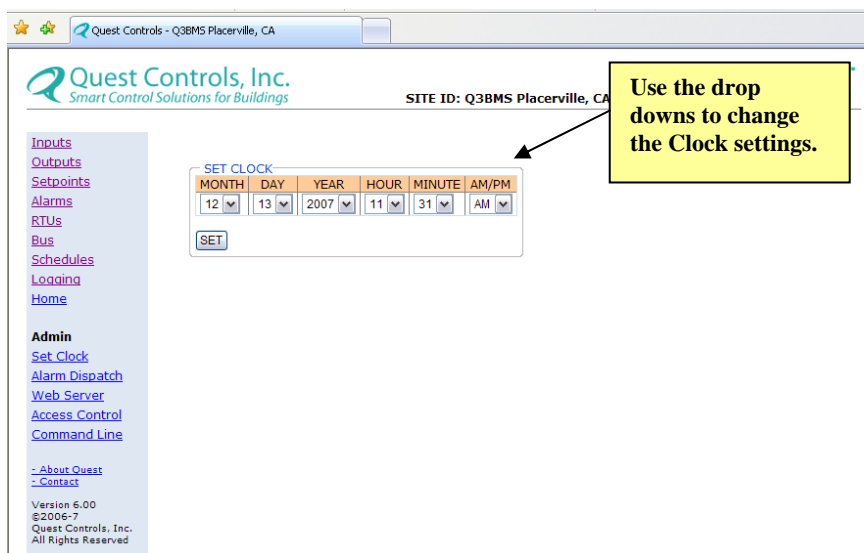 Quest Controls - Q3BMS Placerville, CA
Quest Controls, Inc.
Smart Control Solutions for Buildings
SITE ID: Q3BMS Placerville, CA
Use the drop
downs to change
the Clock settings.
Inputs
Outputs
Setpoints
Alarms
RTUs
Bus
Schedules
Logging
Home
Admin
Set Clock
Alarm Dispatch
Web Server
Access Control
Command Line
- About Quest
- Contact
Version 6.00
©2006-7
Quest Controls, Inc.
All Rights Reserved
SET CLOCK
MONTH DAY YEAR HOUR MINUTE AM/PM
12 13 2007 11 31 AM
SET